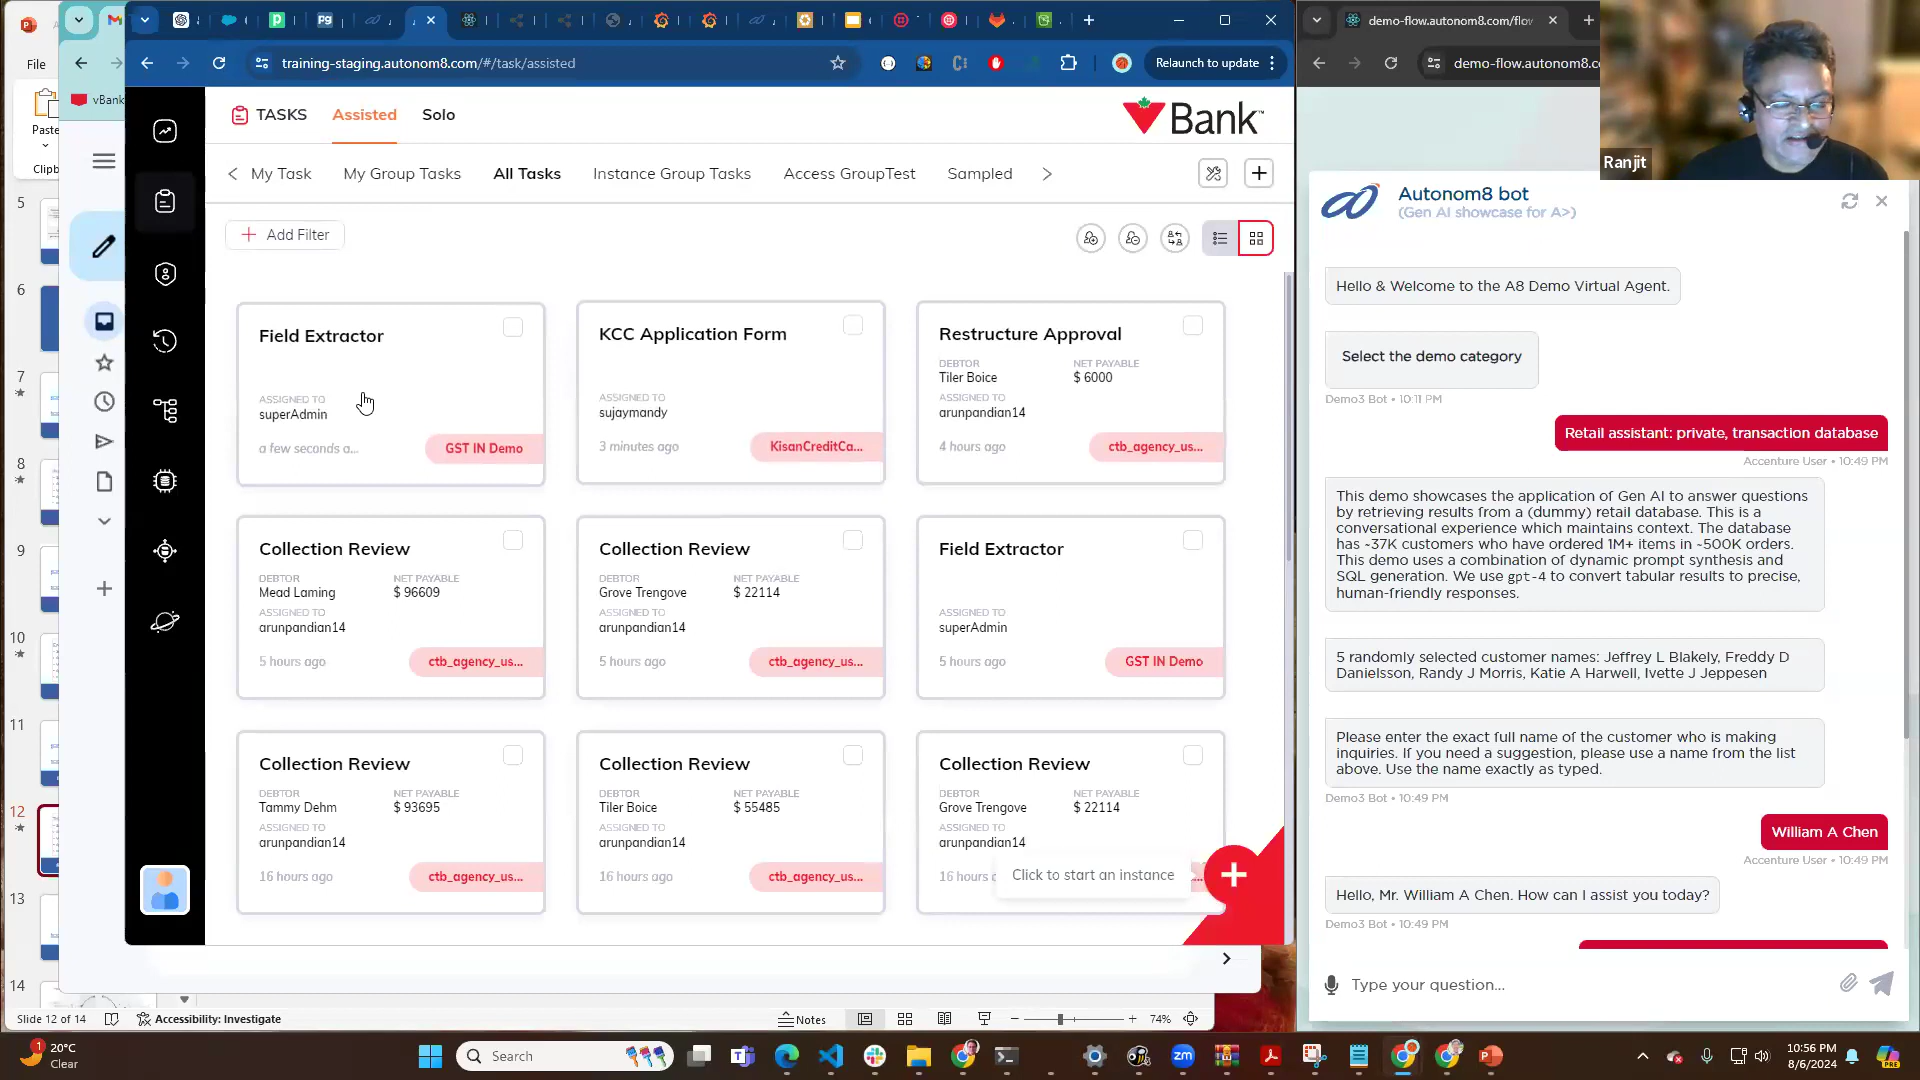 training-staging.autonom8.com/#/task/assisted
Relaunch to update
demo-flow.autonom8.com/flov
demo-flow.autonom8.cc
File
Paste
Clipb
vBank
TASKS
Assisted
Solo
Bank
My Task
My Group Tasks
All Tasks
Instance Group Tasks
Access GroupTest
Sampled
Add Filter
Field Extractor
ASSIGNED TO
superAdmin
a few seconds a...
GST IN Demo
KCC Application Form
ASSIGNED TO
sujaymandy
3 minutes ago
KisanCreditCa...
Restructure Approval
DEBTOR
NET PAYABLE
Tiler Boice
$ 6000
ASSIGNED TO
arunpandian14
4 hours ago
ctb_agency_us...
Collection Review
DEBTOR
NET PAYABLE
Mead Laming
$ 96609
ASSIGNED TO
arunpandian14
5 hours ago
ctb_agency_us...
Collection Review
DEBTOR
NET PAYABLE
Grove Trengove
$ 22114
ASSIGNED TO
arunpandian14
5 hours ago
ctb_agency_us...
Field Extractor
ASSIGNED TO
superAdmin
5 hours ago
GST IN Demo
Collection Review
DEBTOR
NET PAYABLE
Tammy Dehm
$ 93695
ASSIGNED TO
arunpandian14
16 hours ago
ctb_agency_us...
Collection Review
DEBTOR
NET PAYABLE
Tiler Boice
$ 55485
ASSIGNED TO
arunpandian14
16 hours ago
ctb_agency_us...
Collection Review
DEBTOR
NET PAYABLE
Grove Trengove
$ 22114
ASSIGNED TO
arunpandian14
16 hours a
Click to start an instance
5
6
7
8
9
10
11
12
13
14
Slide 12 of 14
Accessibility: Investigate
Notes
74%
Ranjit
Autonom8 bot
(Gen AI showcase for A>)
Hello & Welcome to the A8 Demo Virtual Agent.
Select the demo category
Demo3 Bot • 10:11 PM
Retail assistant: private, transaction database
Accenture User • 10:49 PM
This demo showcases the application of Gen AI to answer questions
by retrieving results from a (dummy) retail database. This is a
conversational experience which maintains context. The database
has ~37K customers who have ordered 1M+ items in ~500K orders.
This demo uses a combination of dynamic prompt synthesis and
SQL generation. We use gpt-4 to convert tabular results to precise,
human-friendly responses.
5 randomly selected customer names: Jeffrey L Blakely, Freddy D
Danielsson, Randy J Morris, Katie A Harwell, Ivette J Jeppesen
Please enter the exact full name of the customer who is making
inquiries. If you need a suggestion, please use a name from the list
above. Use the name exactly as typed.
Demo3 Bot • 10:49 PM
William A Chen
Accenture User • 10:49 PM
Hello, Mr. William A Chen. How can I assist you today?
Demo3 Bot • 10:49 PM
Type your question...
20°C
Clear
Search
10:56 PM
8/6/2024